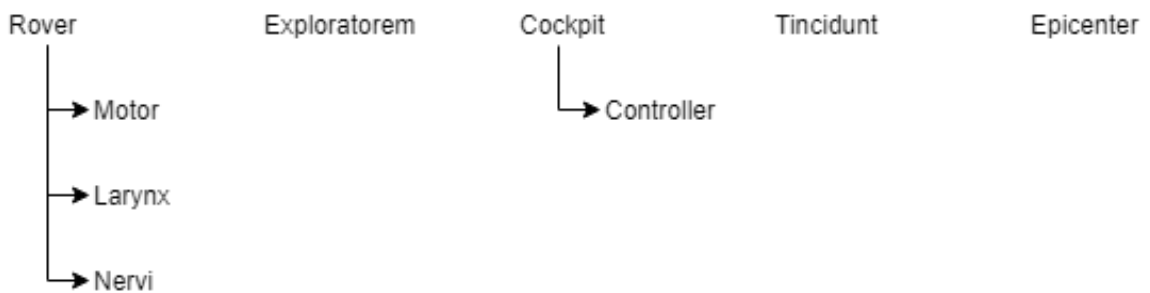 Rover Exploratorem Cockpit Tincidunt Epicenter
Motor Controller
Larynx
Nervi